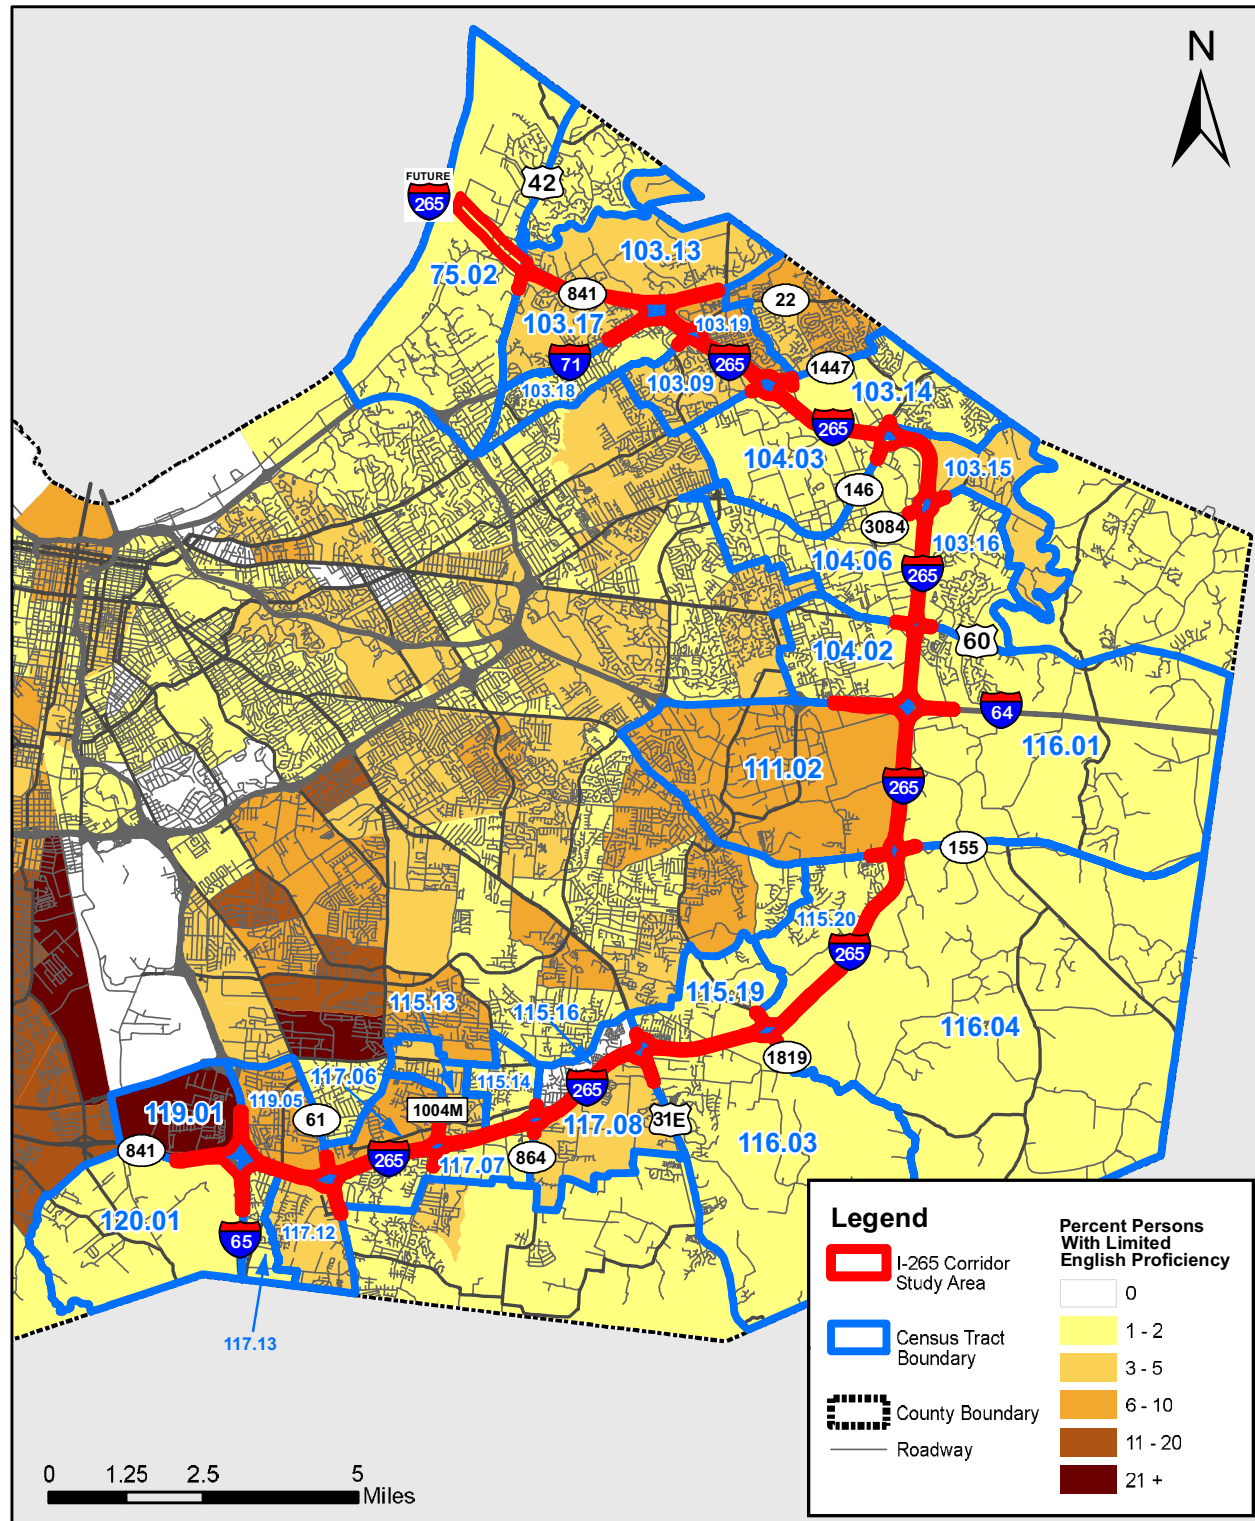 N
FUTURE
265
42
75.02
103.13
841
22
103.17
103.19
71
265
1447
103.18
103.09
103.14
265
104.03
103.15
146
3084
103.16
104.06
265
60
104.02
64
116.01
111.02
265
155
115.20
265
115.19
115.13
115.16
116.04
1819
117.06
115.14
119.05
265
119.01
61
1004M
31E
117.08
116.03
841
265
864
117.07
120.01
117.12
65
117.13
Legend
I-265 Corridor
Study Area
Census Tract
Boundary
County Boundary
Roadway
Percent Persons
With Limited
English Proficiency
0
1 - 2
3 - 5
6 - 10
11 - 20
21 +
0 1.25 2.5 5
Miles